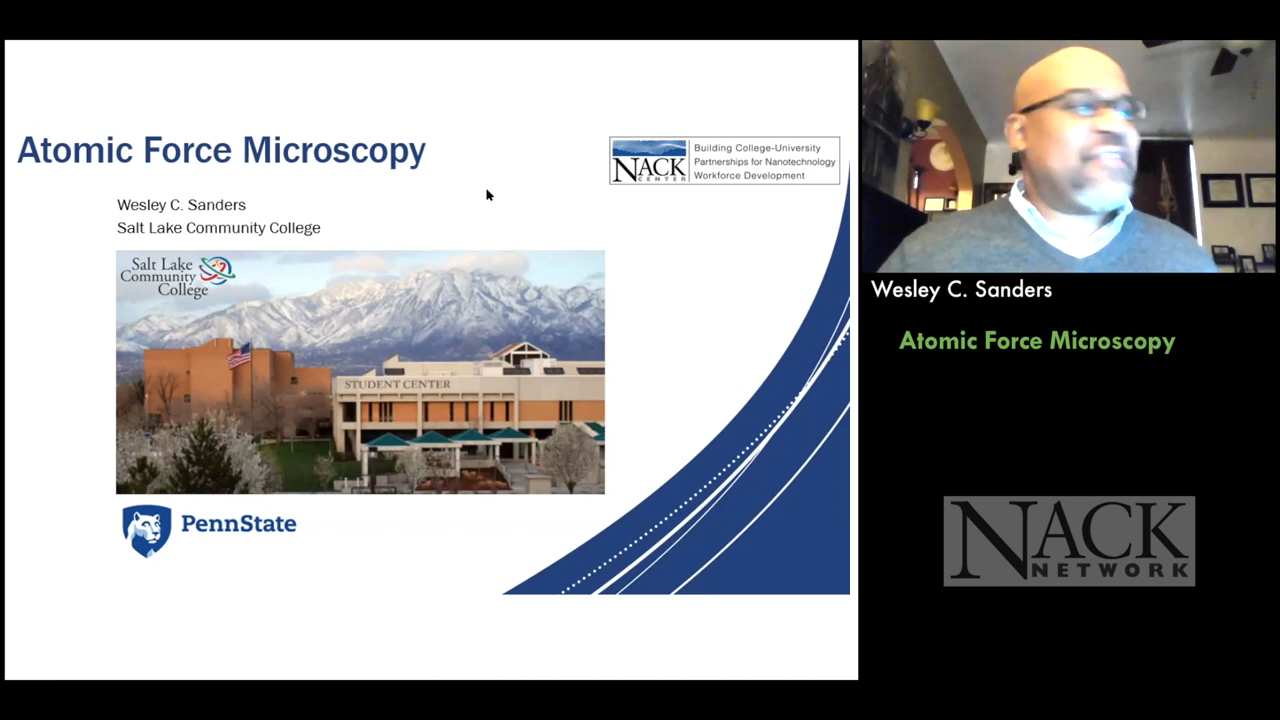 Atomic Force Microscopy
Wesley C. Sanders
Salt Lake Community College
NACK
CENTER
Building College-University
Partnerships for Nanotechnology
Workforce Development
Salt Lake
Community
College
STUDENT CENTER
PennState
Wesley C. Sanders
Atomic Force Microscopy
NACK
NETWORK